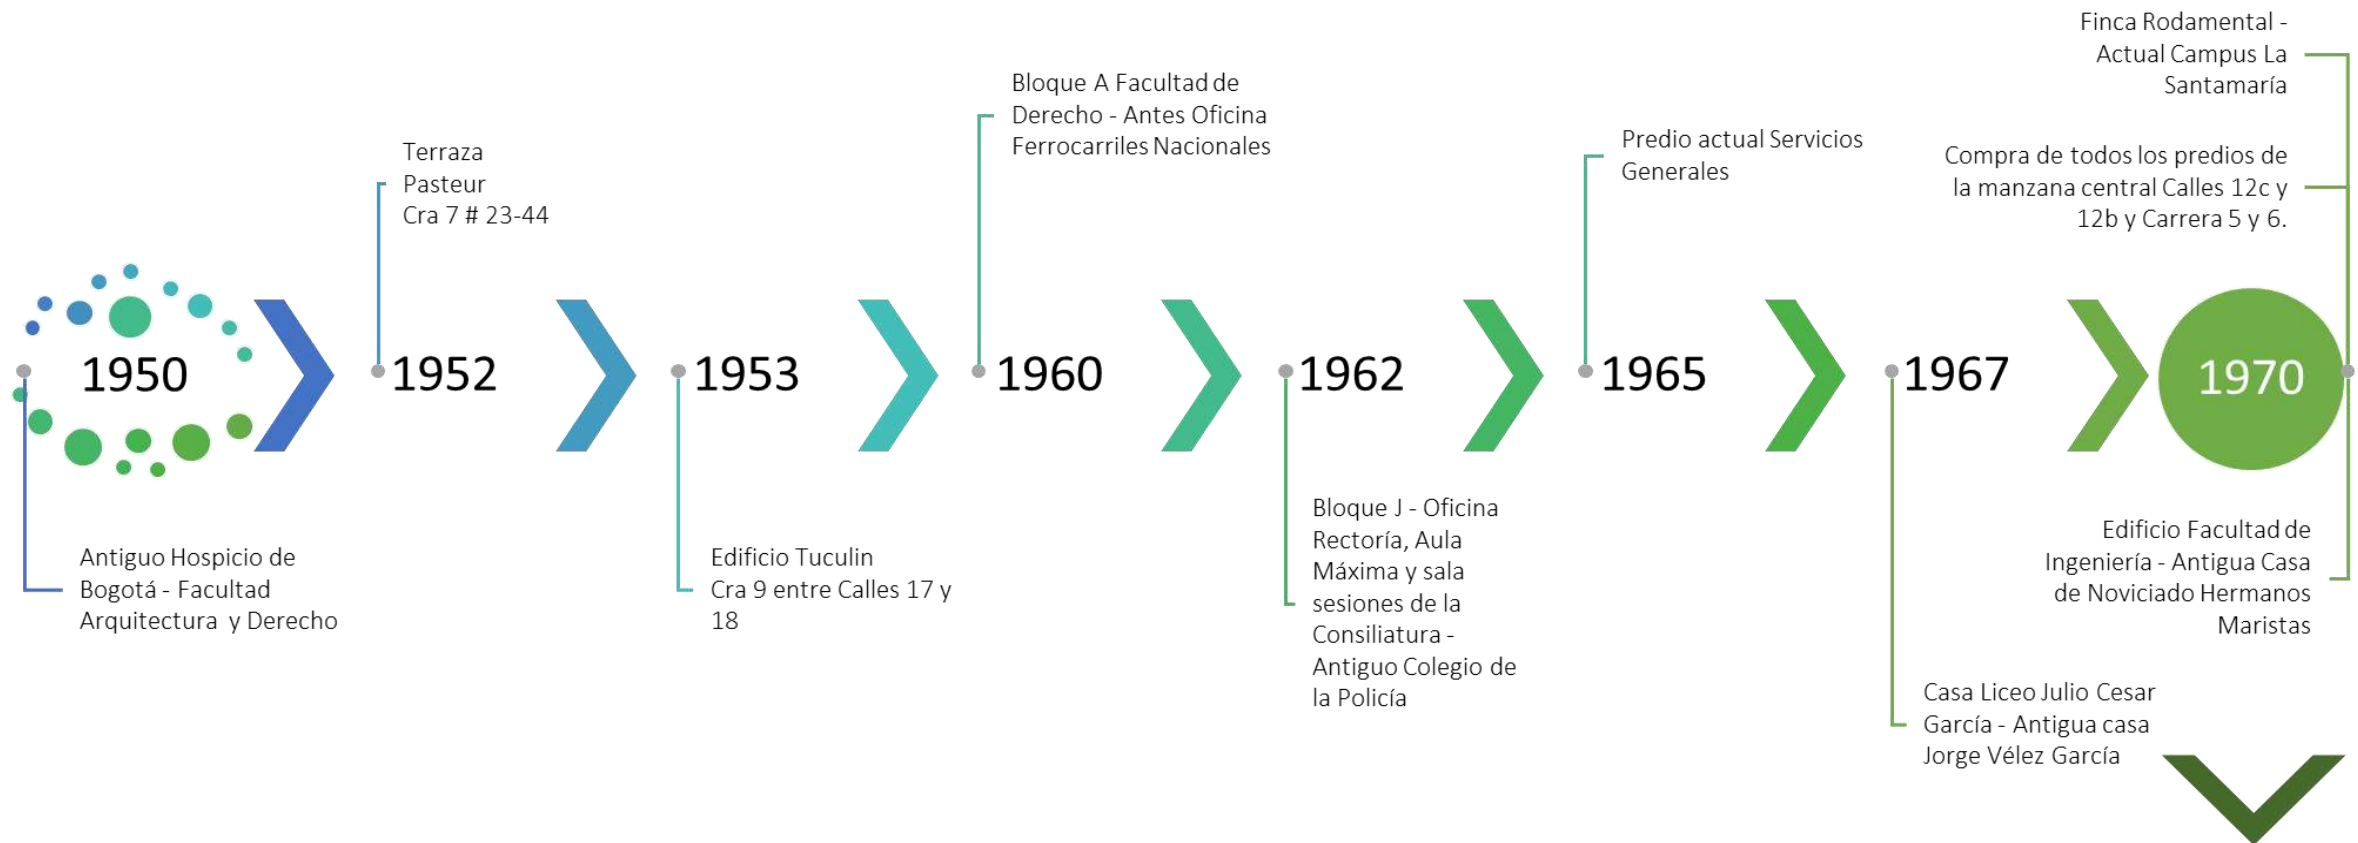 1950
Antiguo Hospicio de
Bogotá - Facultad
Arquitectura y Derecho
Terraza
Pasteur
Cra 7 # 23-44
1952
1953
Edificio Tuculin
Cra 9 entre Calles 17 y
18
Bloque A Facultad de
Derecho - Antes Oficina
Ferrocarriles Nacionales
1960
1962
Bloque J - Oficina
Rectoría, Aula
Máxima y sala
sesiones de la
Consiliatura -
Antiguo Colegio de
la Policía
Predio actual Servicios
Generales
1965
1967
Casa Liceo Julio Cesar
García - Antigua casa
Jorge Vélez García
Finca Rodamental -
Actual Campus La
Santamaría
Compra de todos los predios de
la manzana central Calles 12c y
12b y Carrera 5 y 6.
1970
Edificio Facultad de
Ingeniería - Antigua Casa
de Noviciado Hermanos
Maristas